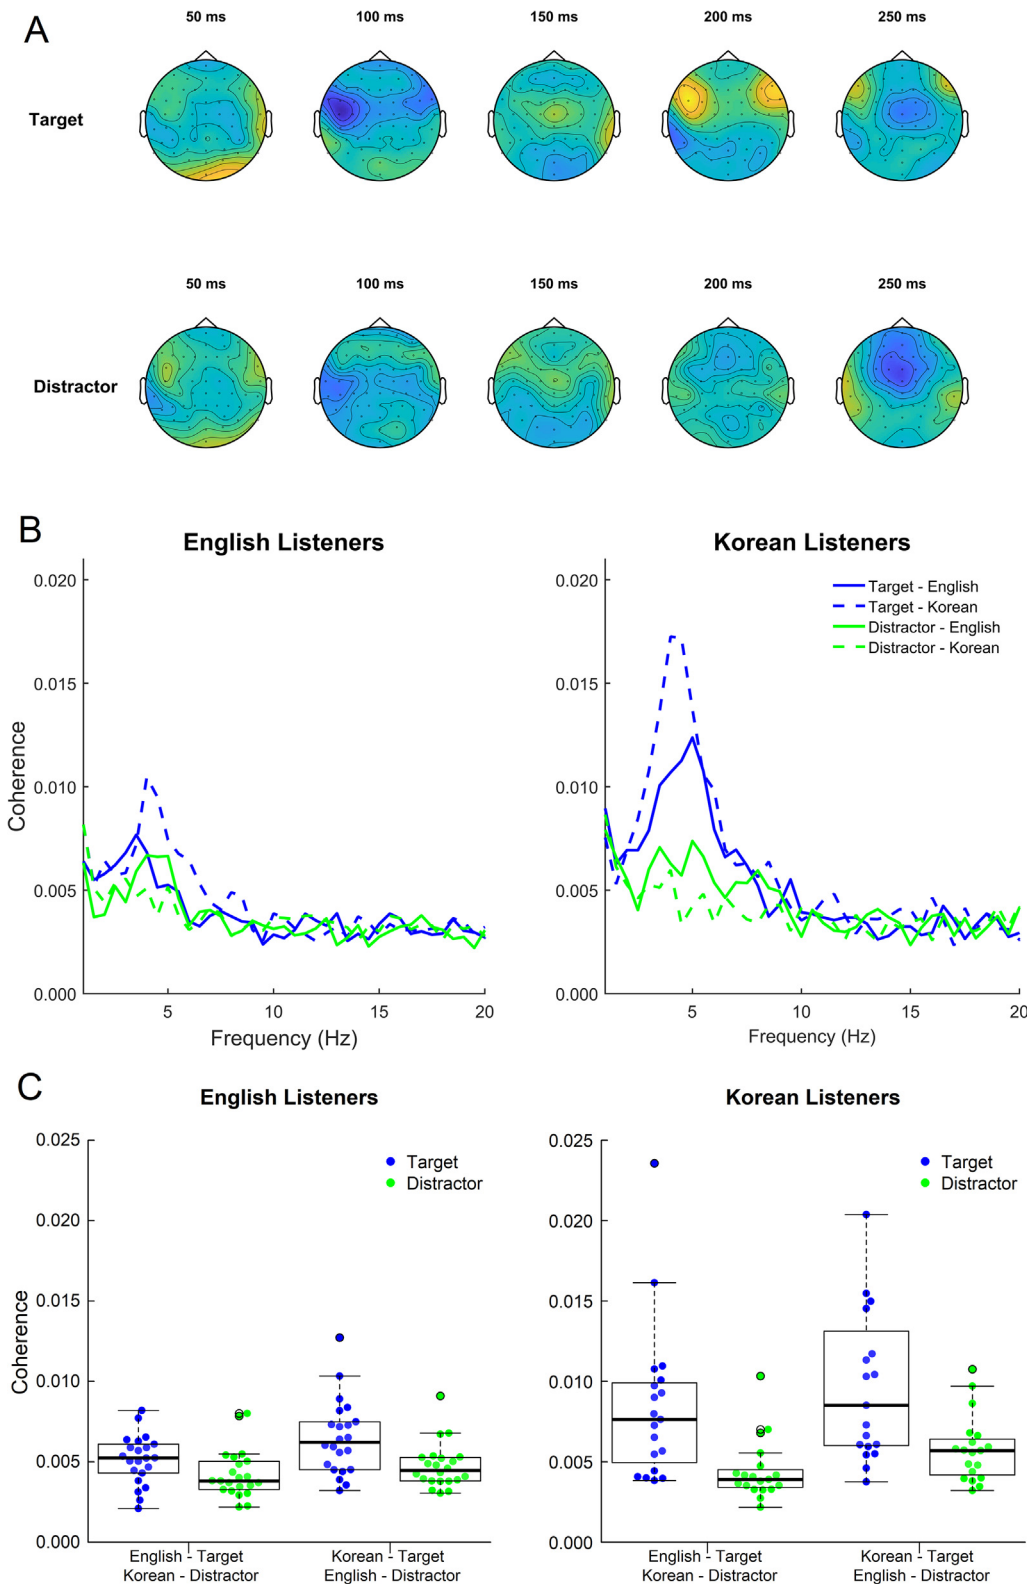 A
50 ms 100 ms 150 ms 200 ms 250 ms
Target
50 ms 100 ms 150 ms 200 ms 250 ms
Distractor
B
English Listeners
Coherence
0.020
0.015
0.010
0.005
0.000
5 10 15 20
Frequency (Hz)
Korean Listeners
Target - English
Target - Korean
Distractor - English
Distractor - Korean
0.020
0.015
0.010
0.005
0.000
5 10 15 20
Frequency (Hz)
C
English Listeners
Target
Distractor
Coherence
0.025
0.020
0.015
0.010
0.005
0.000
English - Target Korean - Target
Korean - Distractor English - Distractor
Korean Listeners
Target
Distractor
0.025
0.020
0.015
0.010
0.005
0.000
English - Target Korean - Target
Korean - Distractor English - Distractor